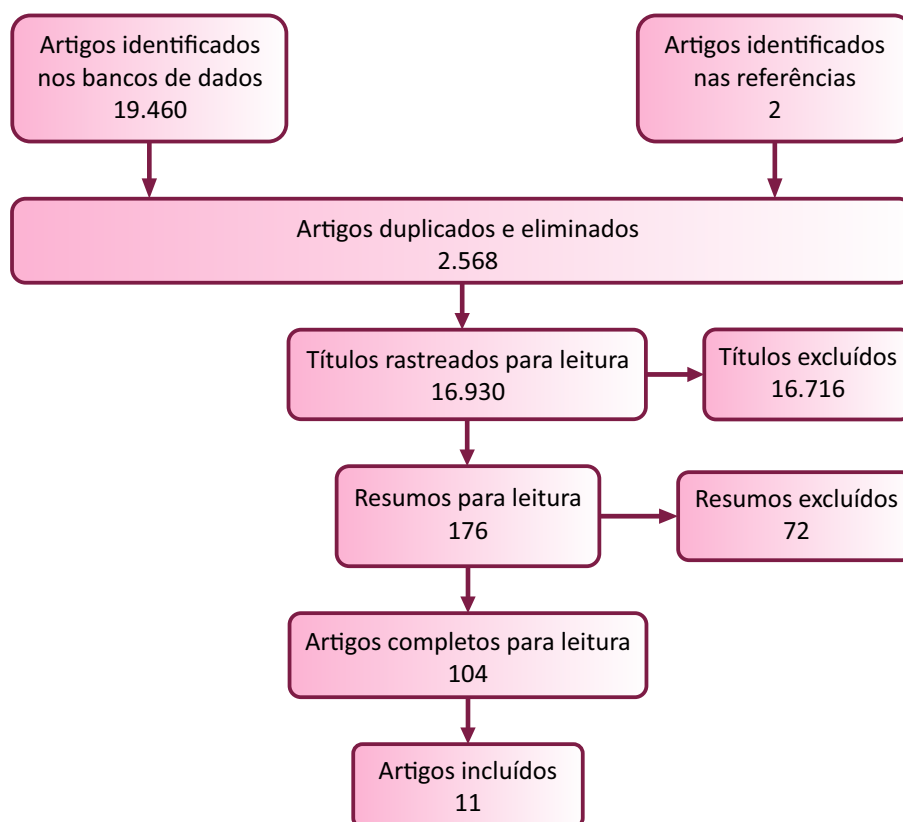 Artigos identificados
nos bancos de dados
19.460
Artigos identificados
nas referências
2
Artigos duplicados e eliminados
2.568
Títulos rastreados para leitura
16.930
Títulos excluídos
16.716
Resumos para leitura
176
Resumos excluídos
72
Artigos completos para leitura
104
Artigos incluídos
11